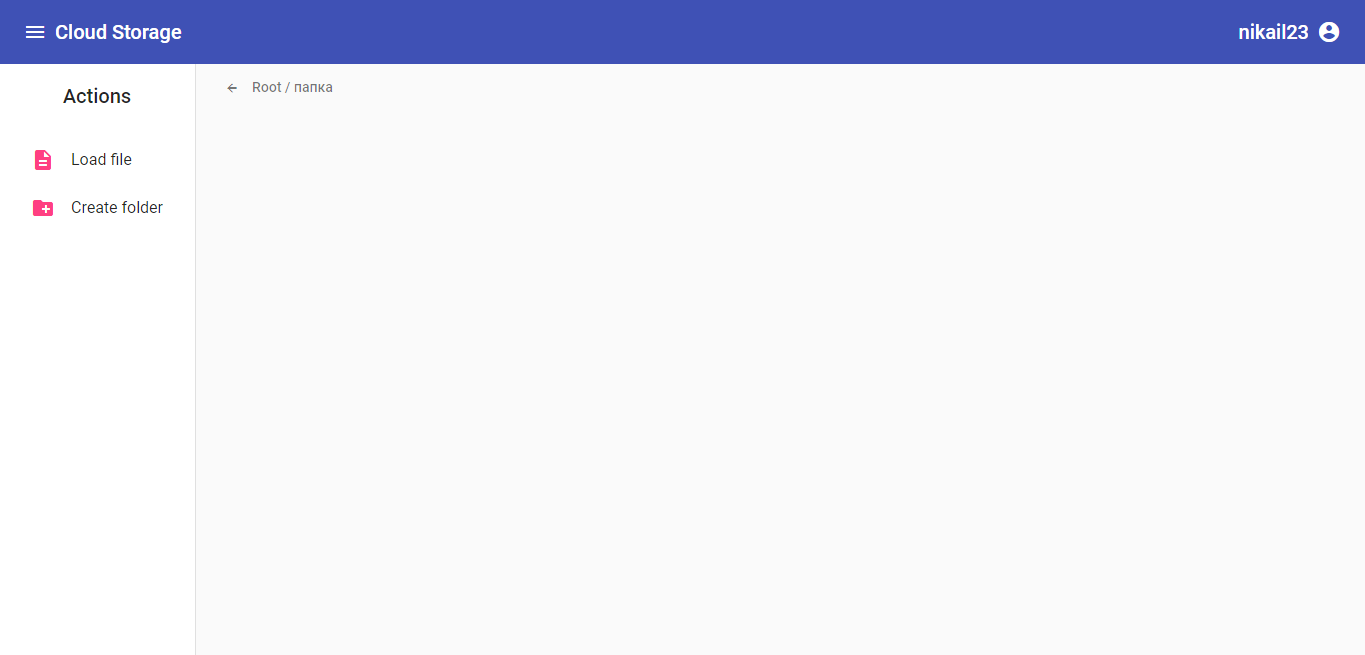 Cloud Storage
nikail23
Actions
Root / папка
Load file
Create folder